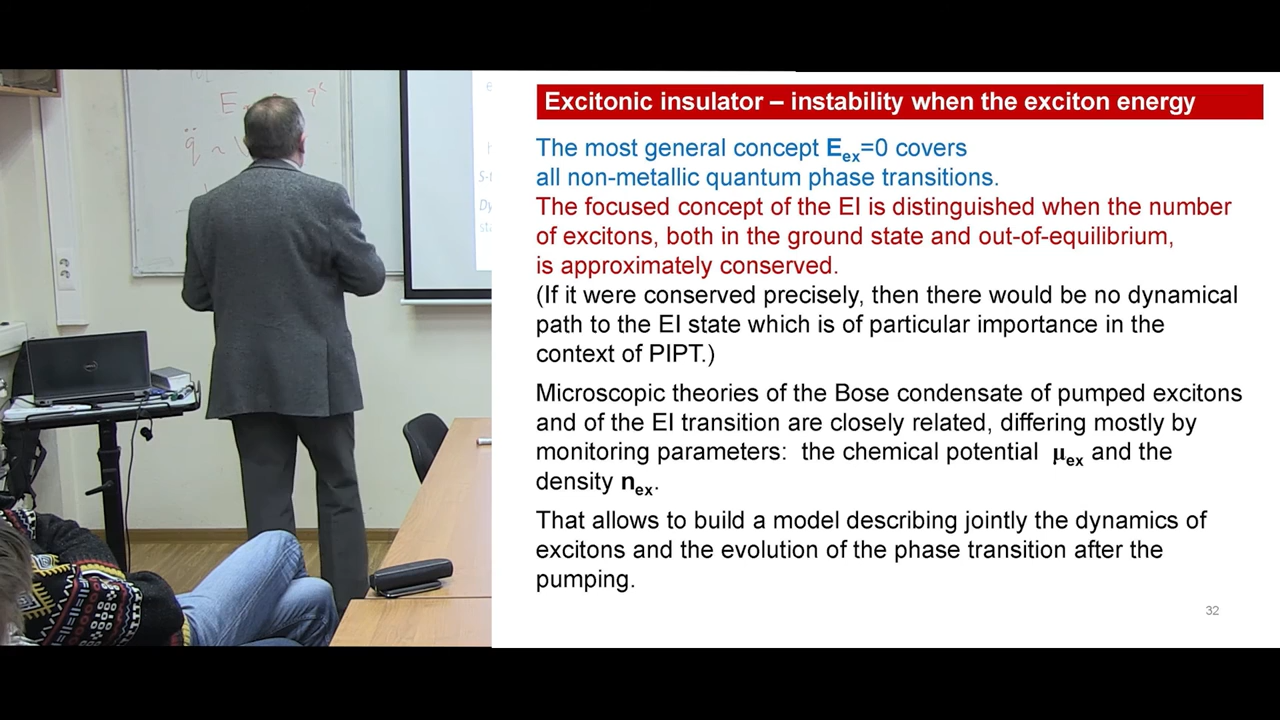 E
q̈ ~
Excitonic insulator – instability when the exciton energy
The most general concept E_ex=0 covers
all non-metallic quantum phase transitions.
The focused concept of the EI is distinguished when the number
of excitons, both in the ground state and out-of-equilibrium,
is approximately conserved.
(If it were conserved precisely, then there would be no dynamical
path to the EI state which is of particular importance in the
context of PIPT.)
Microscopic theories of the Bose condensate of pumped excitons
and of the EI transition are closely related, differing mostly by
monitoring parameters: the chemical potential μ_ex and the
density n_ex.
That allows to build a model describing jointly the dynamics of
excitons and the evolution of the phase transition after the
pumping.
32